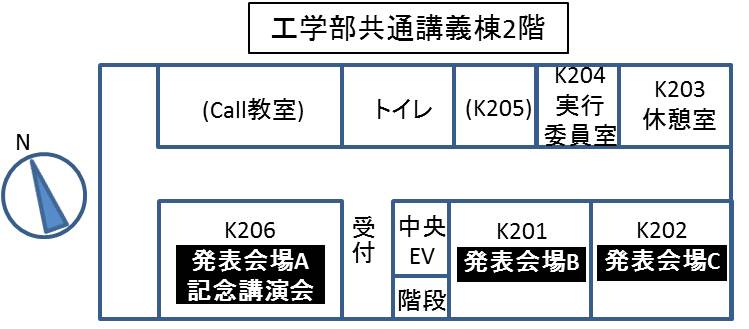 工学部共通講義棟2階
N
(Call教室)
トイレ
(K205)
K204
実行
委員室
K203
休憩室
K206
発表会場A
記念講演会
受付
中央
EV
階段
K201
発表会場B
K202
発表会場C